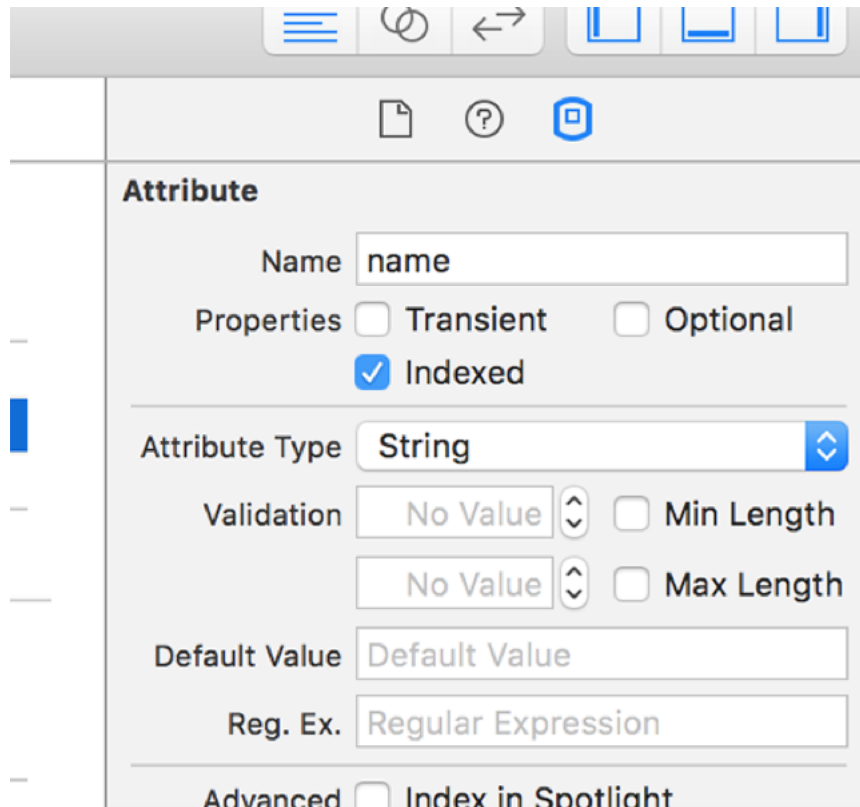 Attribute
Name name
Properties Transient Optional
Indexed
Attribute Type String
Validation No Value Min Length
No Value Max Length
Default Value Default Value
Reg. Ex. Regular Expression
Advanced Index in Spotlight